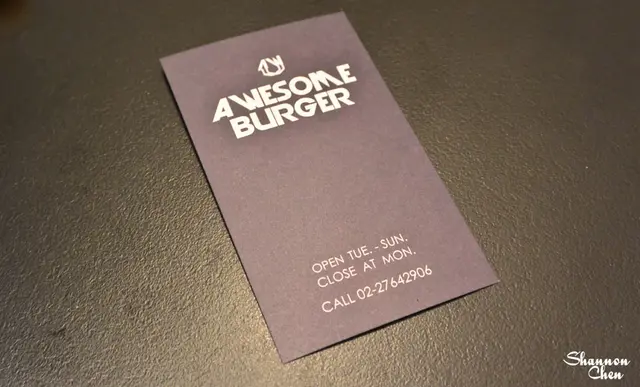 AWESOME
BURGER
OPEN TUE. - SUN.
CLOSE AT MON.
CALL 02-27642906
Shannon
Chen